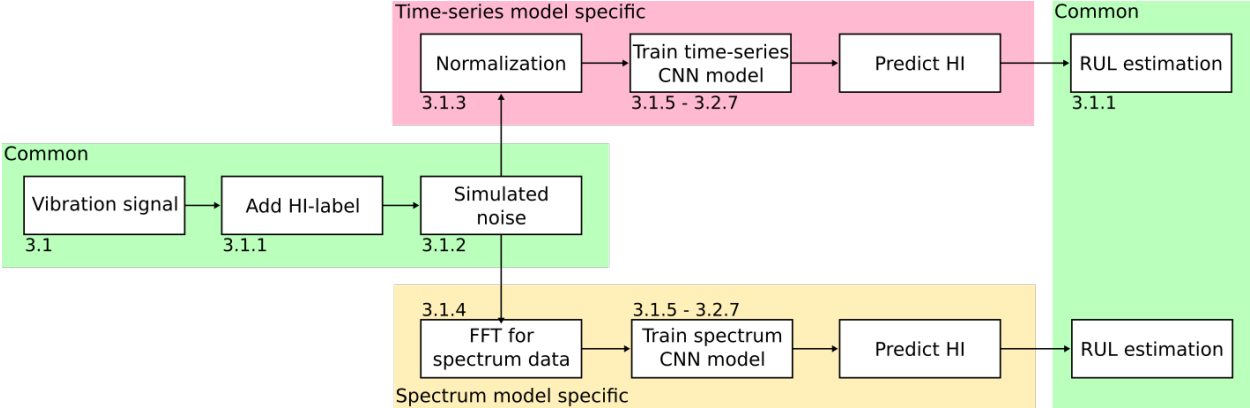 Time-series model specific
Common
Normalization
Train time-series
CNN model
Predict HI
RUL estimation
3.1.3
3.1.5 - 3.2.7
3.1.1
Common
Vibration signal
Add HI-label
Simulated
noise
3.1
3.1.1
3.1.2
3.1.4
3.1.5 - 3.2.7
FFT for
spectrum data
Train spectrum
CNN model
Predict HI
RUL estimation
Spectrum model specific